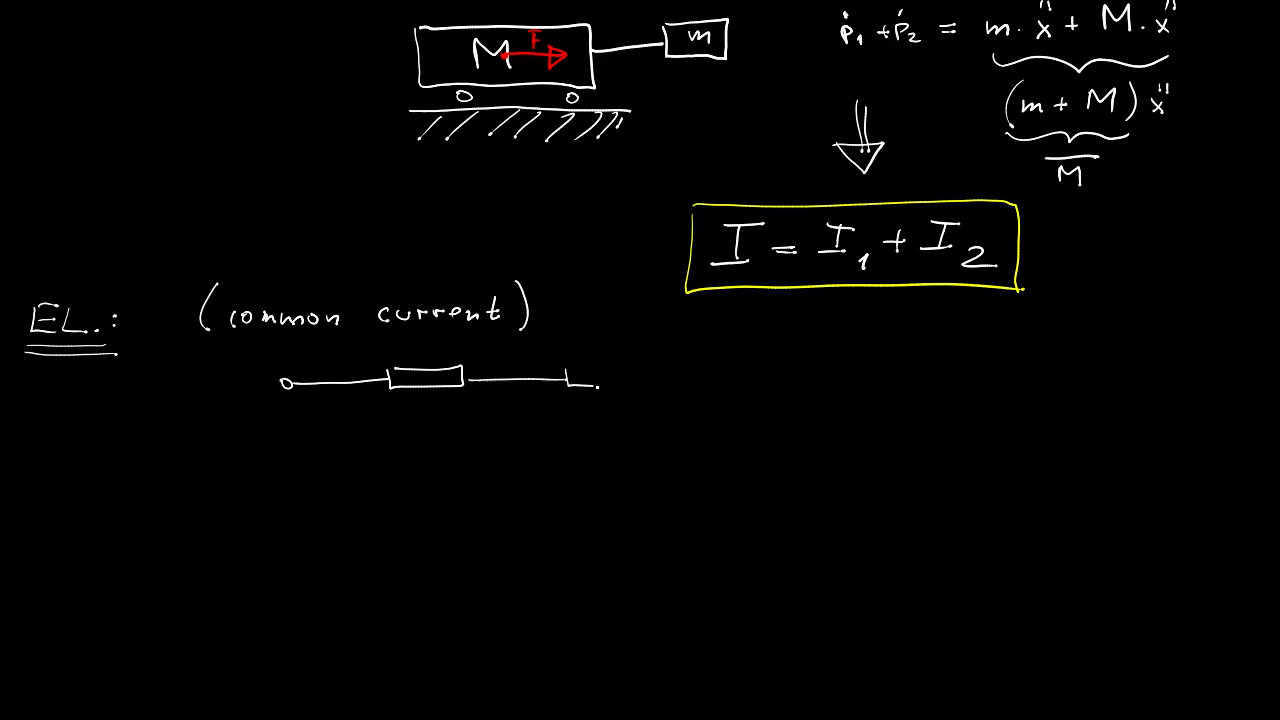 M F m
ṗ₁ + ṗ₂ = m · ẍ + M · ẍ
(m + M) ẍ
M̅
I = I₁ + I₂
EL.: (common current)